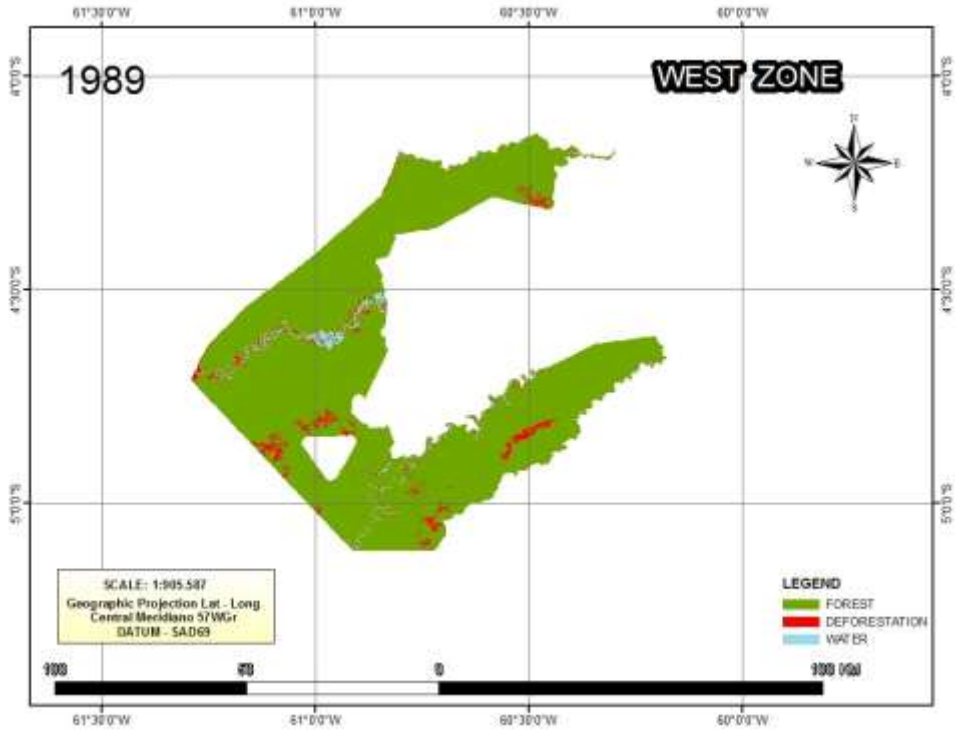 61°30'0"W 61°0'0"W 60°30'0"W 60°0'0"W
1989
WEST ZONE
4°0'0"S
4°0'0"S
N
W
E
S
4°30'0"S
4°30'0"S
5°0'0"S
5°0'0"S
SCALE: 1:905.587
Geographic Projection Lat - Long
Central Meridiano 57WGr
DATUM - SAD69
LEGEND
FOREST
DEFORESTATION
WATER
100 50 0 100 KM
61°30'0"W 61°0'0"W 60°30'0"W 60°0'0"W